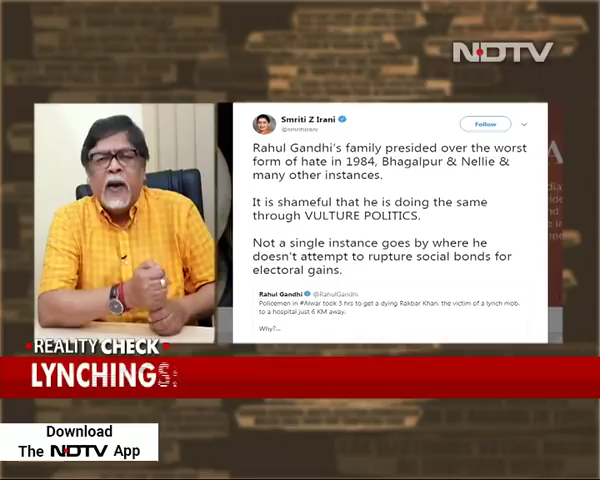 NDTV
Smriti Z Irani
@smritiirani
Follow
Rahul Gandhi's family presided over the worst
form of hate in 1984, Bhagalpur & Nellie &
many other instances.
It is shameful that he is doing the same
through VULTURE POLITICS.
Not a single instance goes by where he
doesn't attempt to rupture social bonds for
electoral gains.
Rahul Gandhi @RahulGandhi
Policemen in #Alwar took 3 hrs to get a dying Rakbar Khan, the victim of a lynch mob,
to a hospital just 6 KM away.
Why?...
REALITY CHECK
LYNCHING
Download
The NDTV App